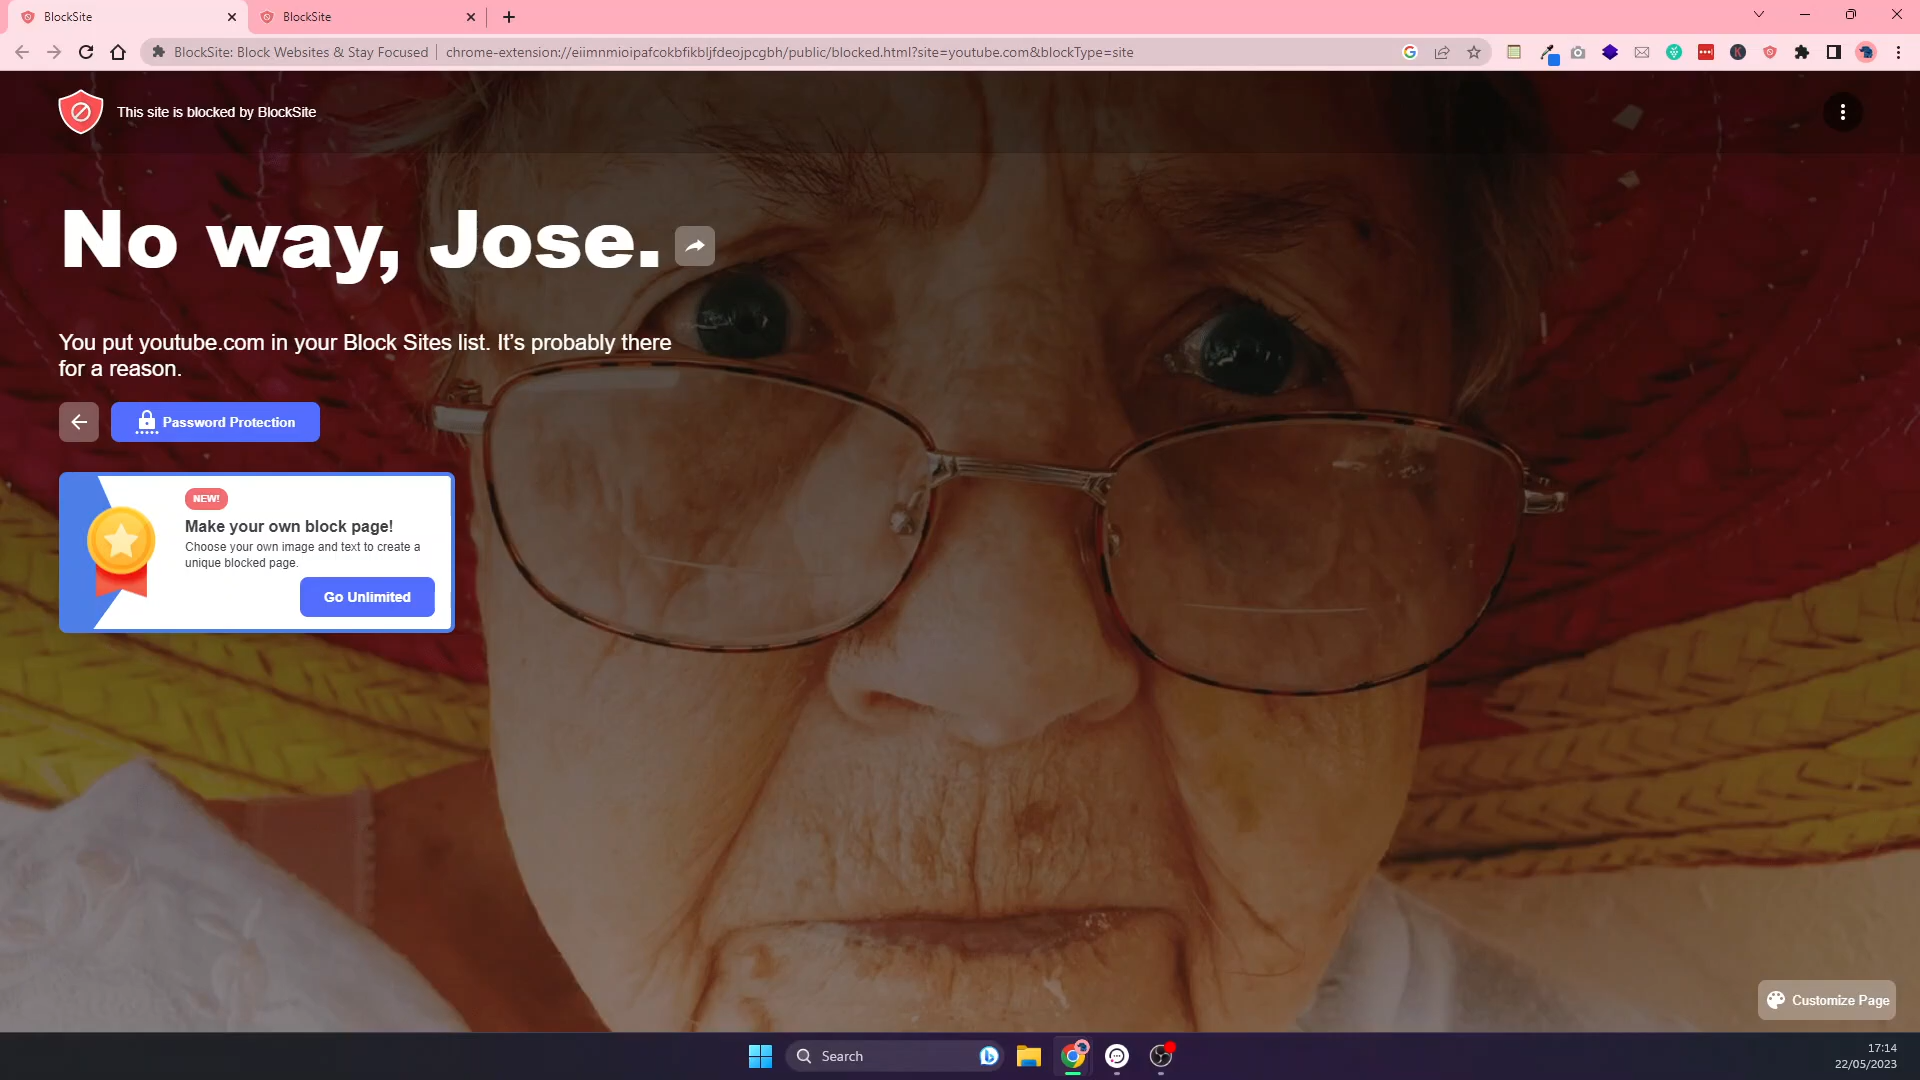 BlockSite
BlockSite
BlockSite: Block Websites & Stay Focused
chrome-extension://eiimnmioipafcokbfikbljfdeojpcgbh/public/blocked.html?site=youtube.com&blockType=site
This site is blocked by BlockSite
No way, Jose.
You put youtube.com in your Block Sites list. It’s probably there
for a reason.
Password Protection
NEW!
Make your own block page!
Choose your own image and text to create a
unique blocked page.
Go Unlimited
Customize Page
Search
17:14
22/05/2023